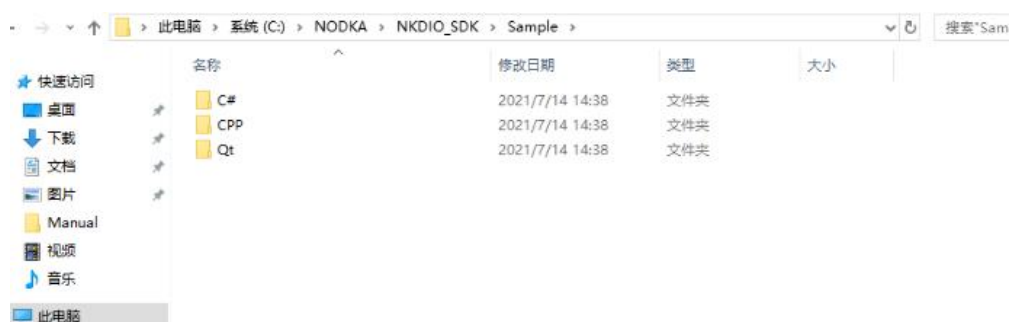 此电脑 › 系统 (C:) › NODKA › NKDIO_SDK › Sample ›
搜索"Sam
名称 修改日期 类型 大小
快速访问
桌面
下载
文档
图片
Manual
视频
音乐
此电脑
C# 2021/7/14 14:38 文件夹
CPP 2021/7/14 14:38 文件夹
Qt 2021/7/14 14:38 文件夹